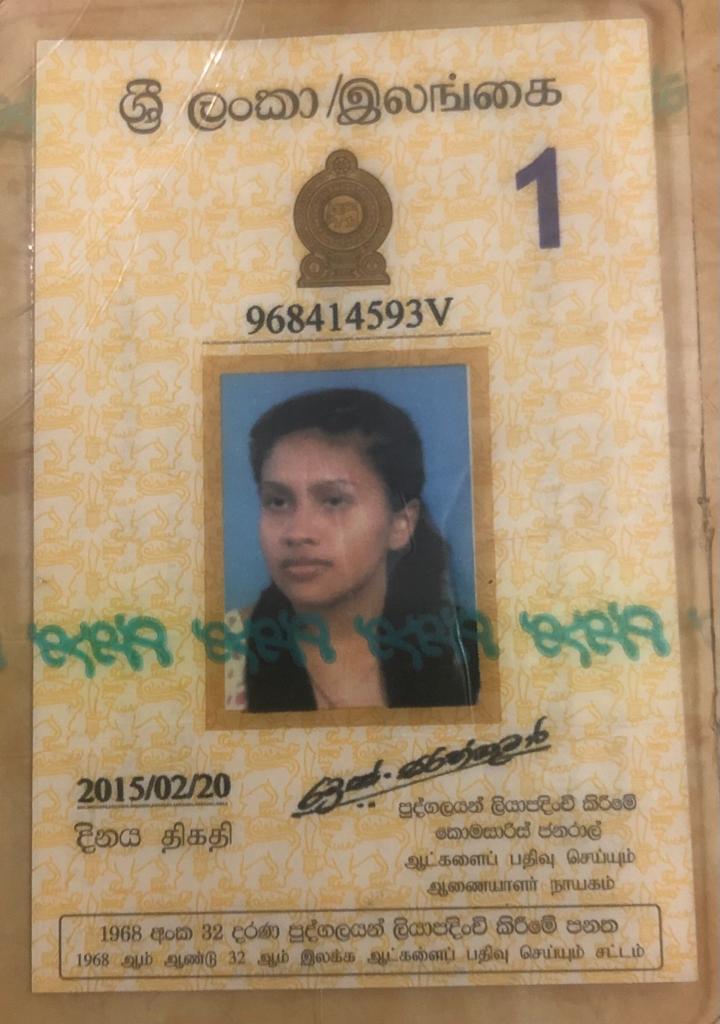 ශ්‍රී ලංකා/இலங்கை
1
968414593V
2015/02/20
දිනය திகதி
පුද්ගලයන් ලියාපදිංචි කිරීමේ
කොමසාරිස් ජනරාල්
ஆட்களைப் பதிவு செய்யும்
ஆணையாளர் நாயகம்
1968 අංක 32 දරණ පුද්ගලයන් ලියාපදිංචි කිරීමේ පනත
1968 ஆம் ஆண்டு 32 ஆம் இலக்க ஆட்களைப் பதிவு செய்யும் சட்டம்